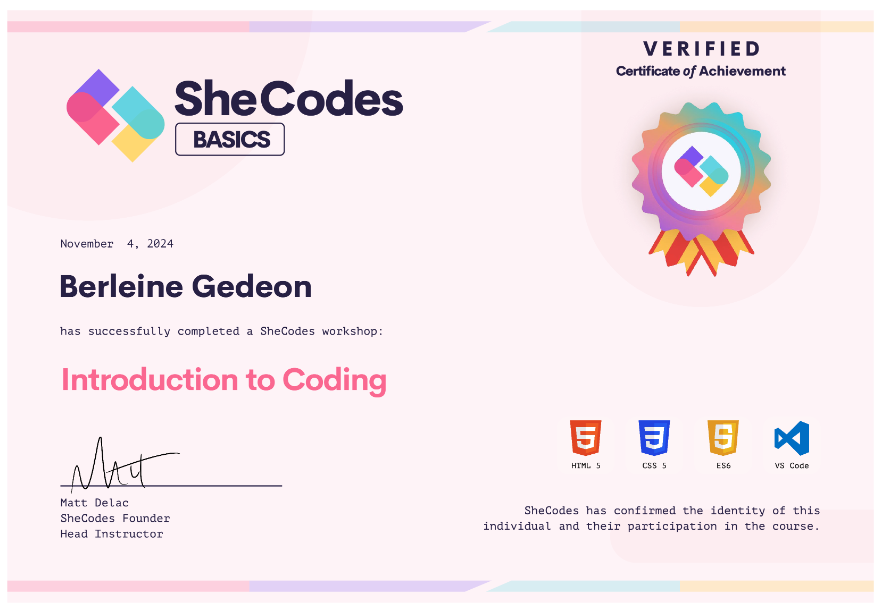 VERIFIED
Certificate of Achievement
SheCodes
BASICS
November 4, 2024
Berleine Gedeon
has successfully completed a SheCodes workshop:
Introduction to Coding
HTML 5
CSS 5
ES6
VS Code
Matt Delac
SheCodes Founder
Head Instructor
SheCodes has confirmed the identity of this
individual and their participation in the course.